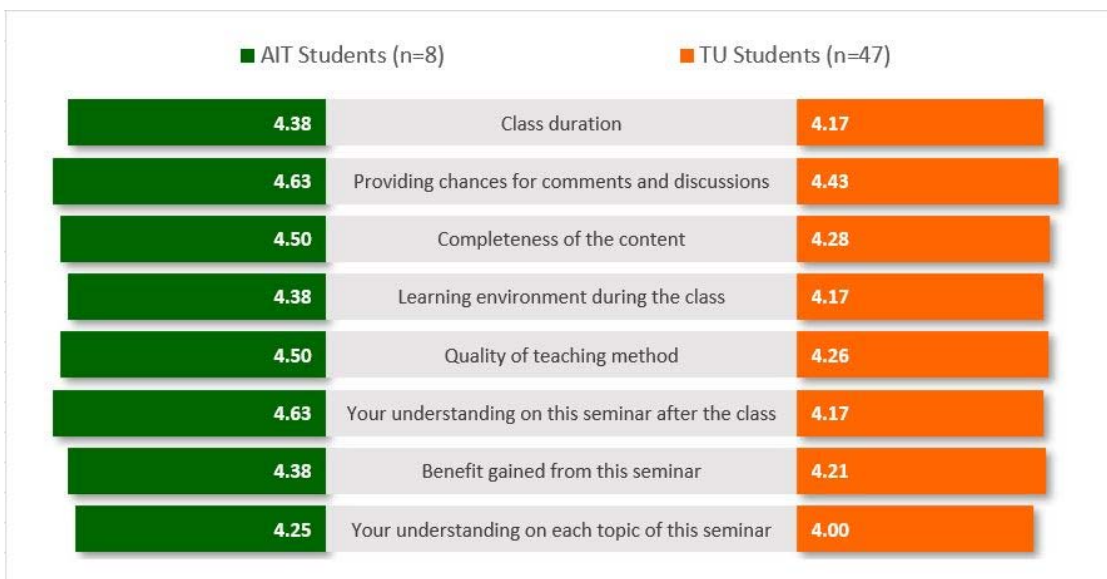 AIT Students (n=8) TU Students (n=47)
4.38 Class duration 4.17
4.63 Providing chances for comments and discussions 4.43
4.50 Completeness of the content 4.28
4.38 Learning environment during the class 4.17
4.50 Quality of teaching method 4.26
4.63 Your understanding on this seminar after the class 4.17
4.38 Benefit gained from this seminar 4.21
4.25 Your understanding on each topic of this seminar 4.00